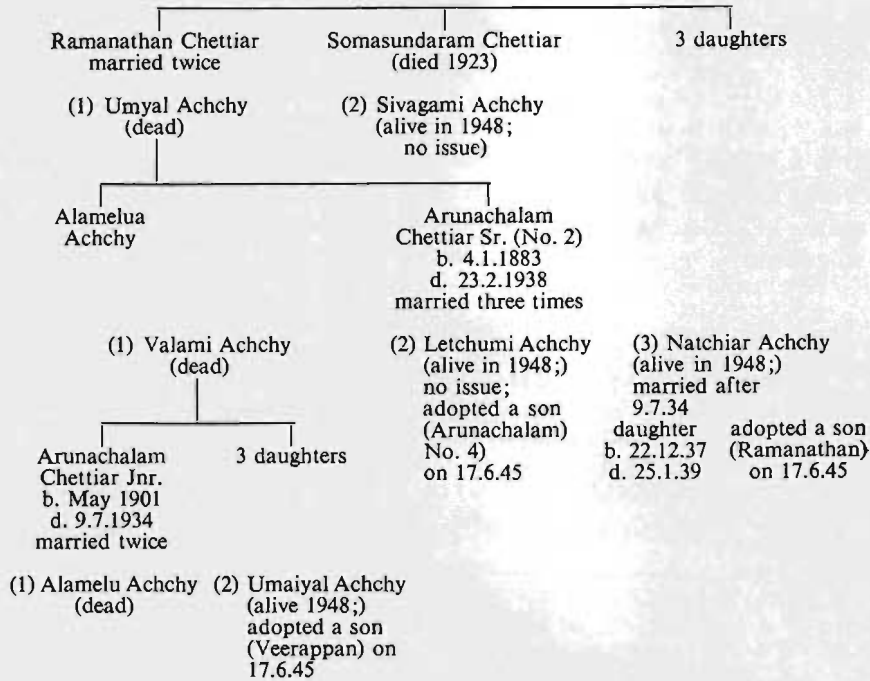 Ramanathan Chettiar
married twice
Somasundaram Chettiar
(died 1923)
3 daughters
(1) Umyal Achchy
(dead)
(2) Sivagami Achchy
(alive in 1948;
no issue)
Alamelua
Achchy
Arunachalam
Chettiar Sr. (No. 2)
b. 4.1.1883
d. 23.2.1938
married three times
(1) Valami Achchy
(dead)
(2) Letchumi Achchy
(alive in 1948;)
no issue;
adopted a son
(Arunachalam)
No. 4)
on 17.6.45
(3) Natchiar Achchy
(alive in 1948;)
married after
9.7.34
daughter
b. 22.12.37
d. 25.1.39
adopted a son
(Ramanathan)
on 17.6.45
Arunachalam
Chettiar Jnr.
b. May 1901
d. 9.7.1934
married twice
3 daughters
(1) Alamelu Achchy
(dead)
(2) Umaiyal Achchy
(alive 1948;)
adopted a son
(Veerappan) on
17.6.45